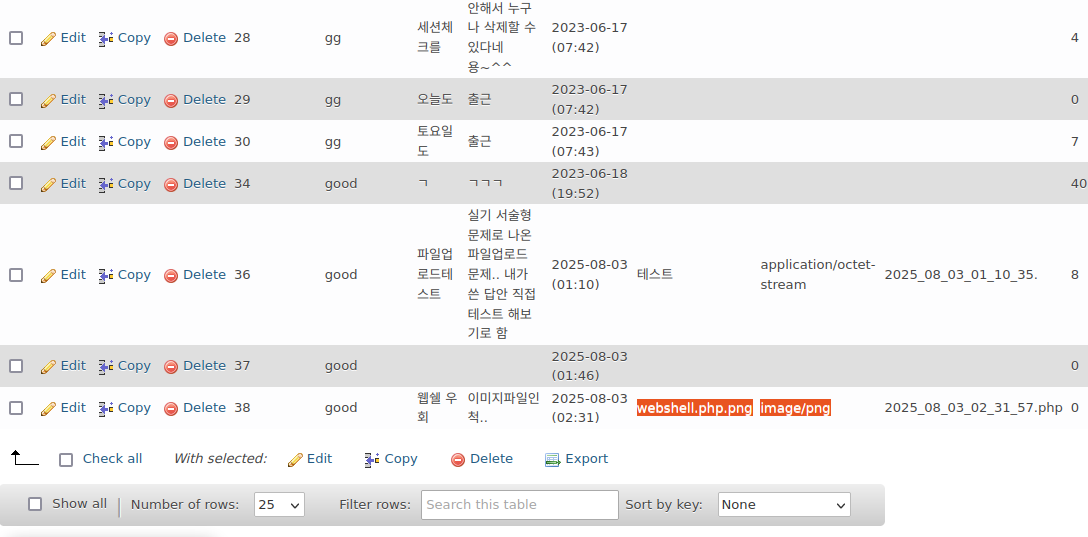 Edit Copy Delete 28 gg 세션체크를 안해서 누구나 삭제할 수 있다네용~^^ 2023-06-17 (07:42) 4
Edit Copy Delete 29 gg 오늘도 출근 2023-06-17 (07:42) 0
Edit Copy Delete 30 gg 토요일도 출근 2023-06-17 (07:43) 7
Edit Copy Delete 34 good ㄱ ㄱㄱㄱ 2023-06-18 (19:52) 40
Edit Copy Delete 36 good 파일업로드테스트 실기 서술형 문제로 나온 파일업로드 문제.. 내가 쓴 답안 직접 테스트 해보기로 함 2025-08-03 (01:10) 테스트 application/octet-stream 2025_08_03_01_10_35. 8
Edit Copy Delete 37 good 2025-08-03 (01:46) 0
Edit Copy Delete 38 good 웹쉘 우회 이미지파일인척.. 2025-08-03 (02:31) webshell.php.png image/png 2025_08_03_02_31_57.php 0
Check all With selected: Edit Copy Delete Export
Show all Number of rows: 25 Filter rows: Search this table Sort by key: None